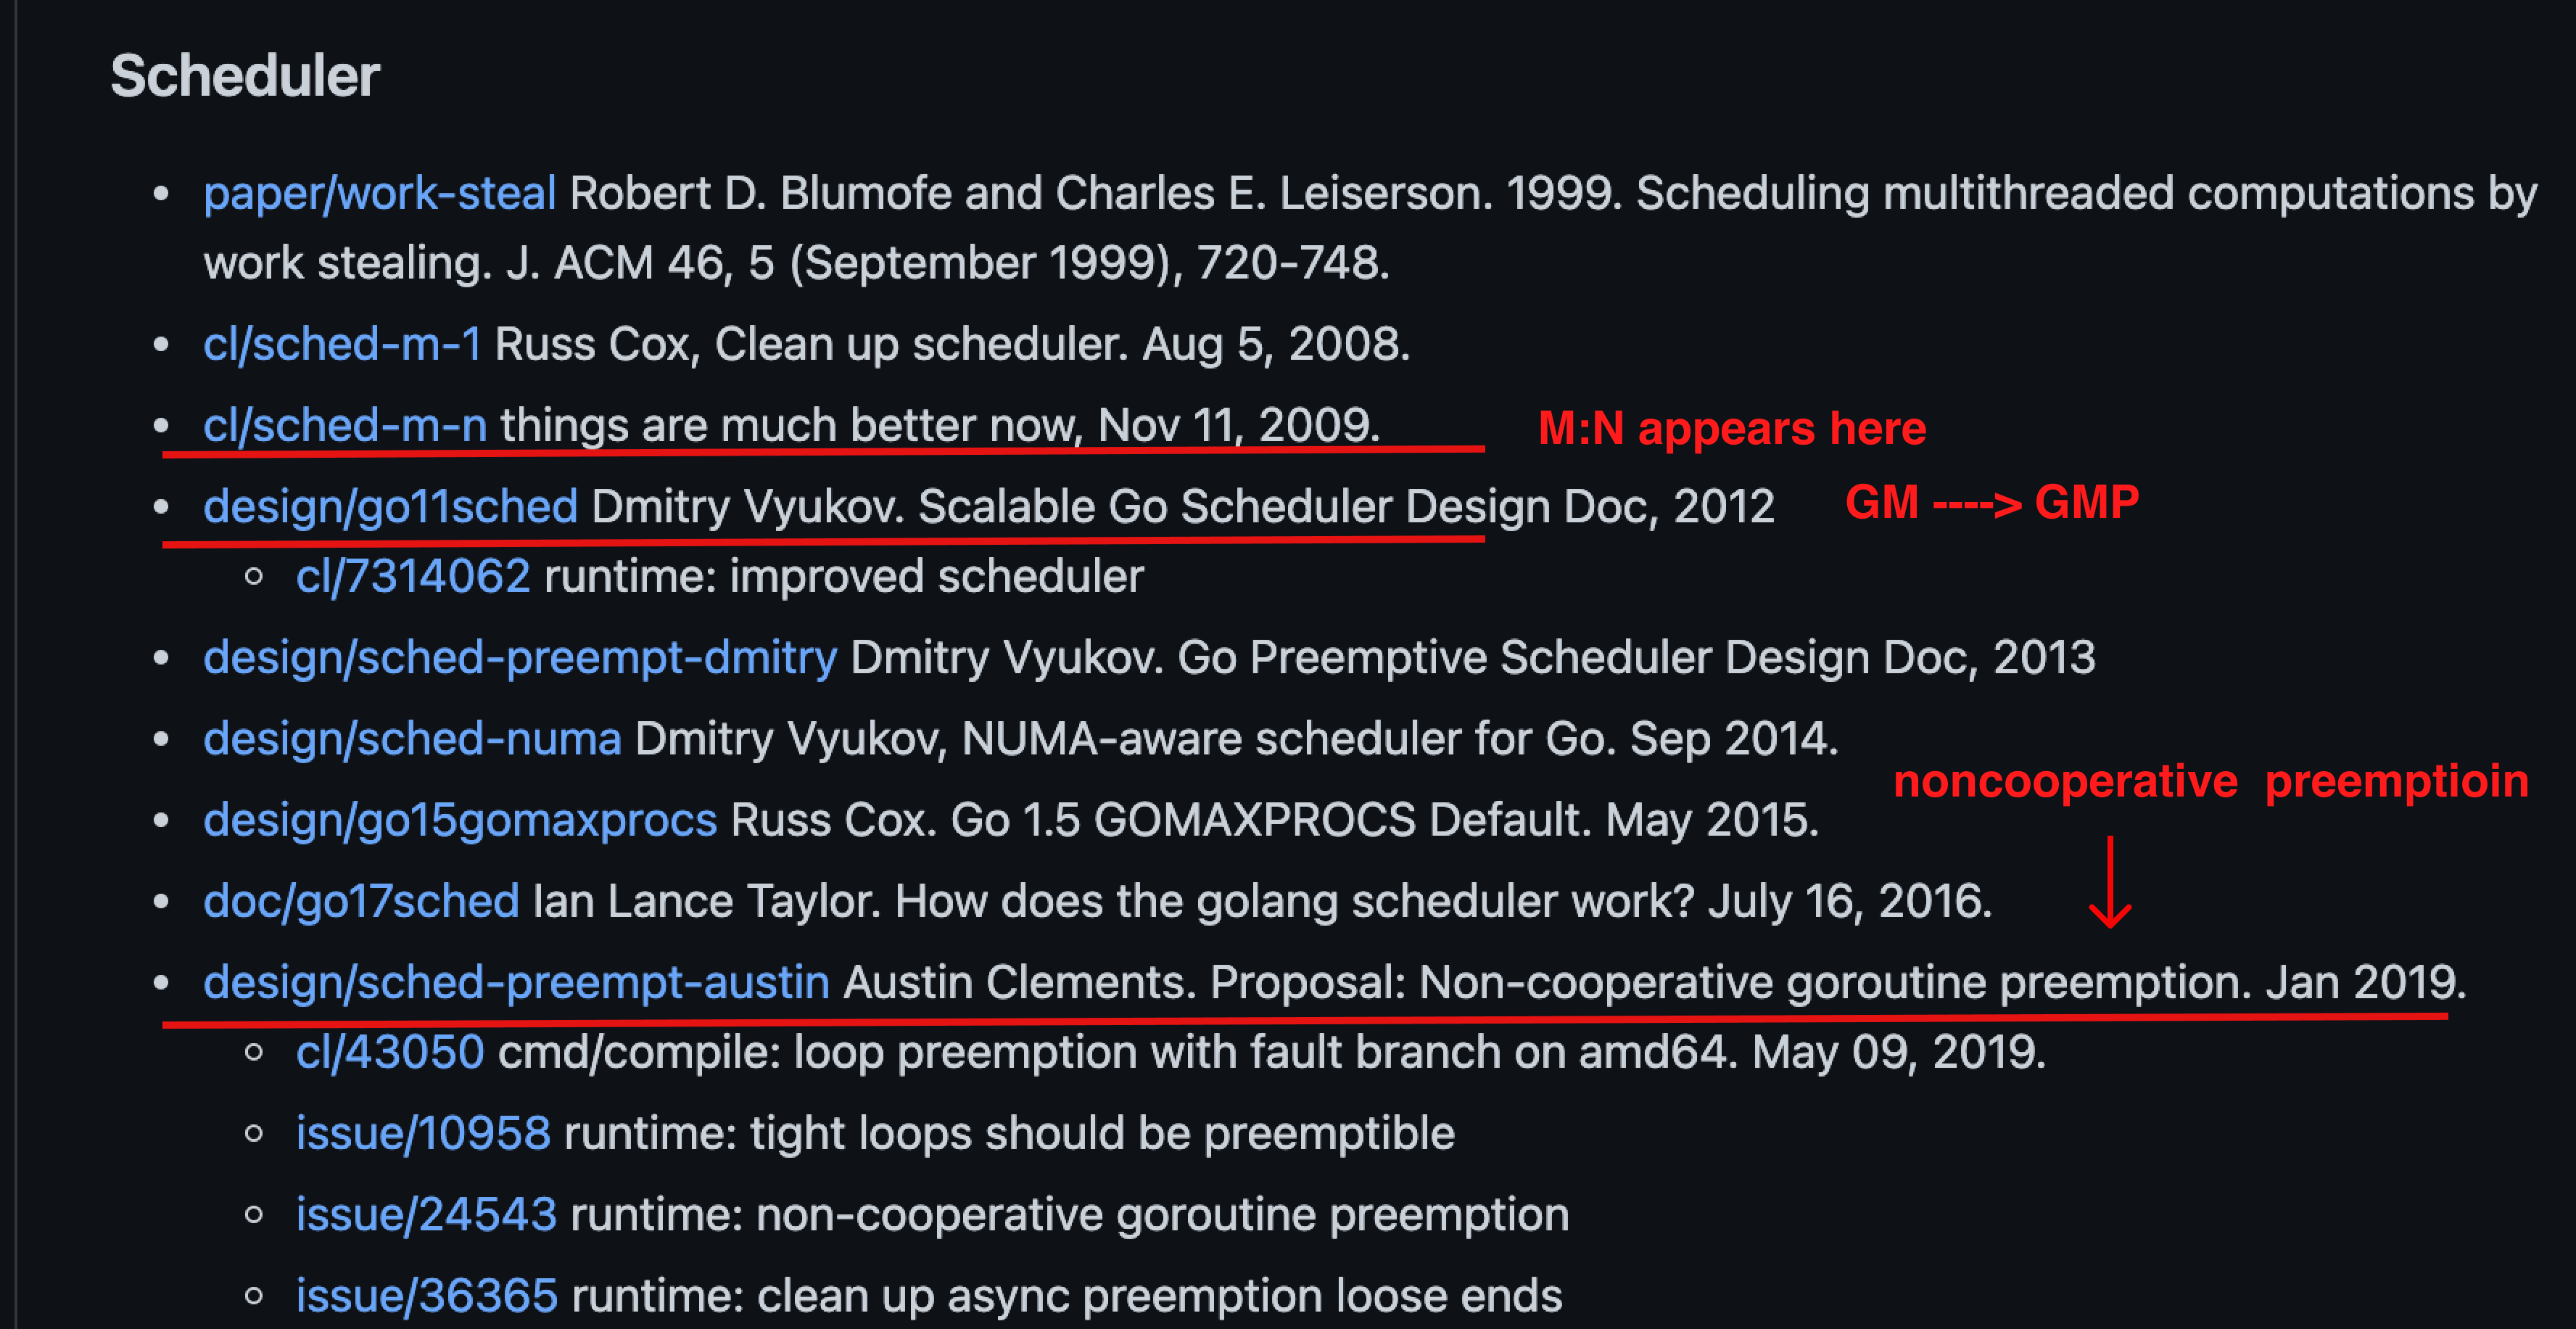 Scheduler
paper/work-steal Robert D. Blumofe and Charles E. Leiserson. 1999. Scheduling multithreaded computations by
work stealing. J. ACM 46, 5 (September 1999), 720-748.
cl/sched-m-1 Russ Cox, Clean up scheduler. Aug 5, 2008.
cl/sched-m-n things are much better now, Nov 11, 2009. M:N appears here
design/go11sched Dmitry Vyukov. Scalable Go Scheduler Design Doc, 2012 GM ----> GMP
cl/7314062 runtime: improved scheduler
design/sched-preempt-dmitry Dmitry Vyukov. Go Preemptive Scheduler Design Doc, 2013
design/sched-numa Dmitry Vyukov, NUMA-aware scheduler for Go. Sep 2014.
noncooperative preemptioin
design/go15gomaxprocs Russ Cox. Go 1.5 GOMAXPROCS Default. May 2015.
doc/go17sched Ian Lance Taylor. How does the golang scheduler work? July 16, 2016.
design/sched-preempt-austin Austin Clements. Proposal: Non-cooperative goroutine preemption. Jan 2019.
cl/43050 cmd/compile: loop preemption with fault branch on amd64. May 09, 2019.
issue/10958 runtime: tight loops should be preemptible
issue/24543 runtime: non-cooperative goroutine preemption
issue/36365 runtime: clean up async preemption loose ends